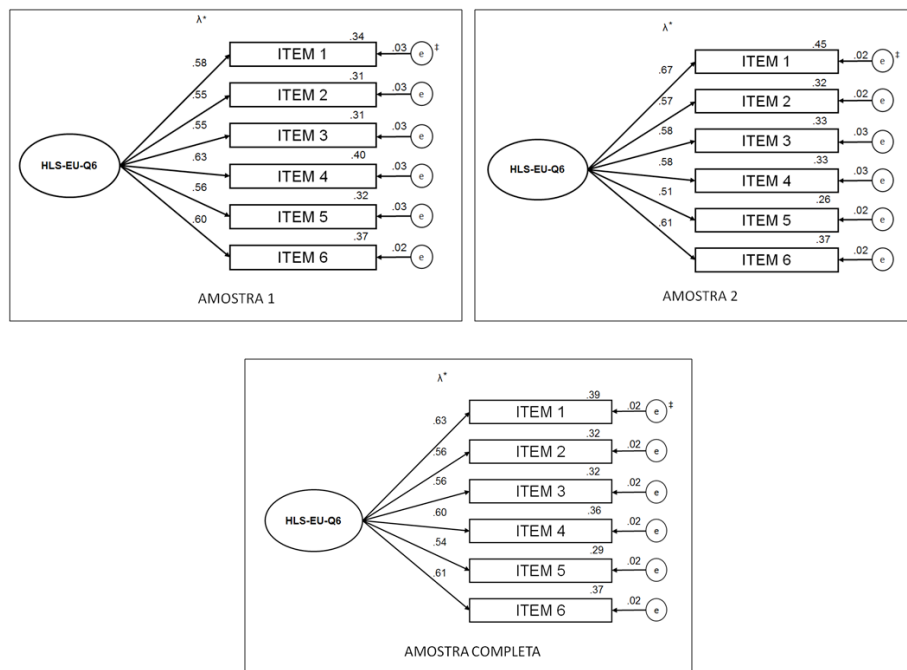 λ*
.34
.58
ITEM 1
.03
e
‡
.31
.55
ITEM 2
.03
e
.31
.55
ITEM 3
.03
e
HLS-EU-Q6
.40
.63
ITEM 4
.03
e
.32
.56
ITEM 5
.03
e
.37
.60
ITEM 6
.02
e
AMOSTRA 1
λ*
.45
.67
ITEM 1
.02
e
‡
.32
.57
ITEM 2
.02
e
.33
.58
ITEM 3
.03
e
HLS-EU-Q6
.33
.58
ITEM 4
.03
e
.26
.51
ITEM 5
.02
e
.37
.61
ITEM 6
.02
e
AMOSTRA 2
λ*
.39
.63
ITEM 1
.02
e
‡
.32
.56
ITEM 2
.02
e
.32
.56
ITEM 3
.02
e
HLS-EU-Q6
.36
.60
ITEM 4
.02
e
.29
.54
ITEM 5
.02
e
.37
.61
ITEM 6
.02
e
AMOSTRA COMPLETA